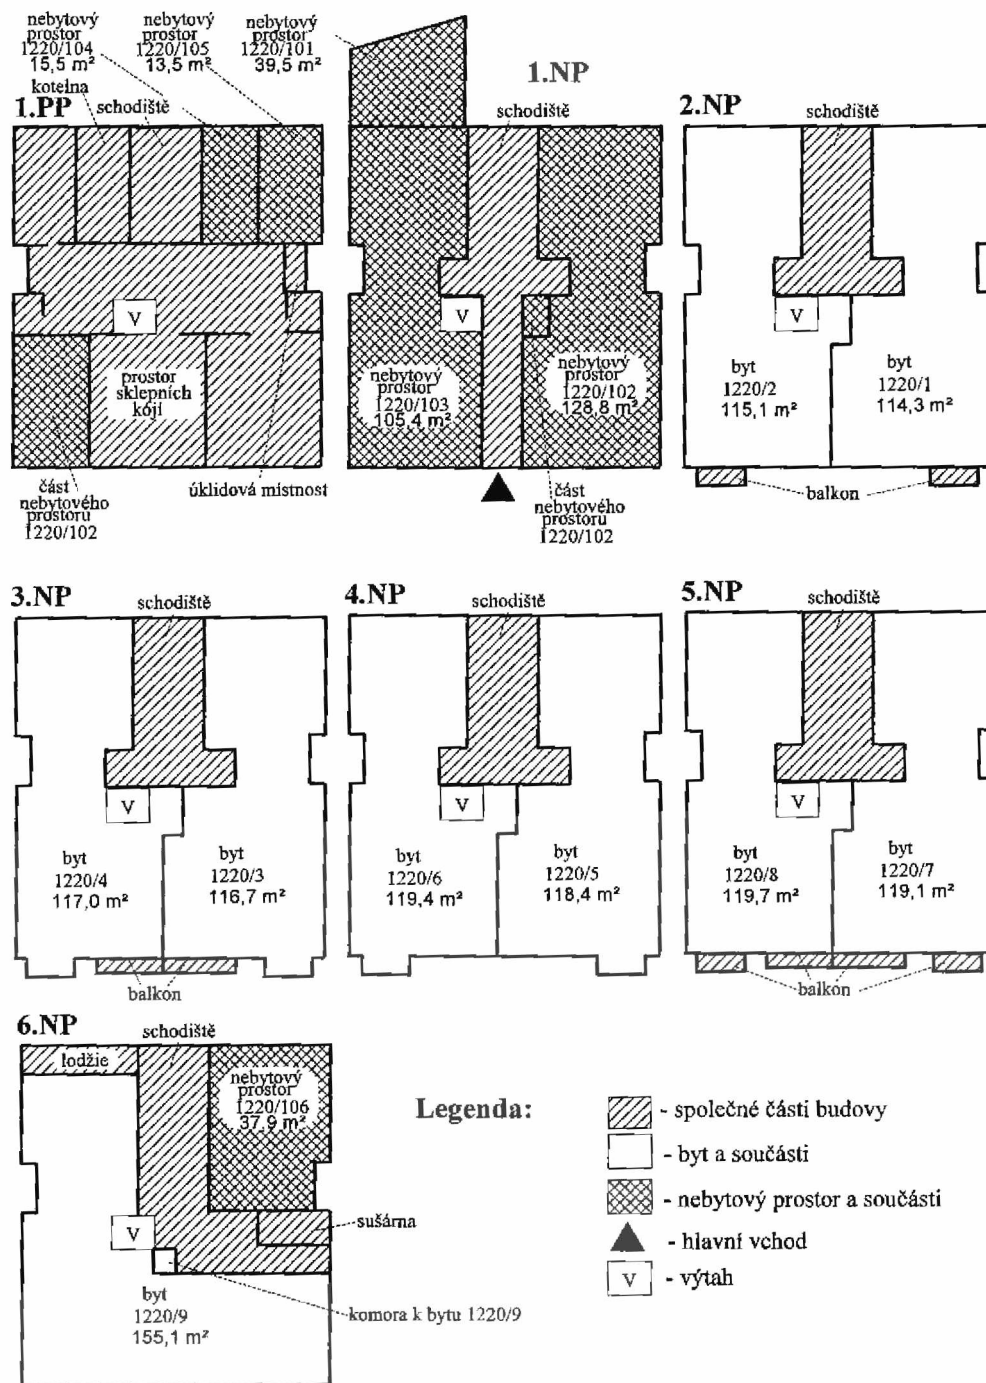 nebytový
prostor
1220/104
15,5 m²
nebytový
prostor
1220/105
13,5 m²
nebytový
prostor
1220/101
39,5 m²
1.PP
kotelna
schodiště
V
prostor
sklepních
kójí
část
nebytového
prostoru
1220/102
úklidová místnost
1.NP
schodiště
V
nebytový
prostor
1220/103
105,4 m²
nebytový
prostor
1220/102
128,8 m²
část
nebytového
prostoru
1220/102
2.NP
schodiště
V
byt
1220/2
115,1 m²
byt
1220/1
114,3 m²
balkon
3.NP
schodiště
V
byt
1220/4
117,0 m²
byt
1220/3
116,7 m²
balkon
4.NP
schodiště
V
byt
1220/6
119,4 m²
byt
1220/5
118,4 m²
5.NP
schodiště
V
byt
1220/8
119,7 m²
byt
1220/7
119,1 m²
balkon
6.NP
schodiště
lodžie
nebytový
prostor
1220/106
37,9 m²
V
sušárna
komora k bytu 1220/9
byt
1220/9
155,1 m²
Legenda:
- společné části budovy
- byt a součásti
- nebytový prostor a součásti
- hlavní vchod
V - výtah